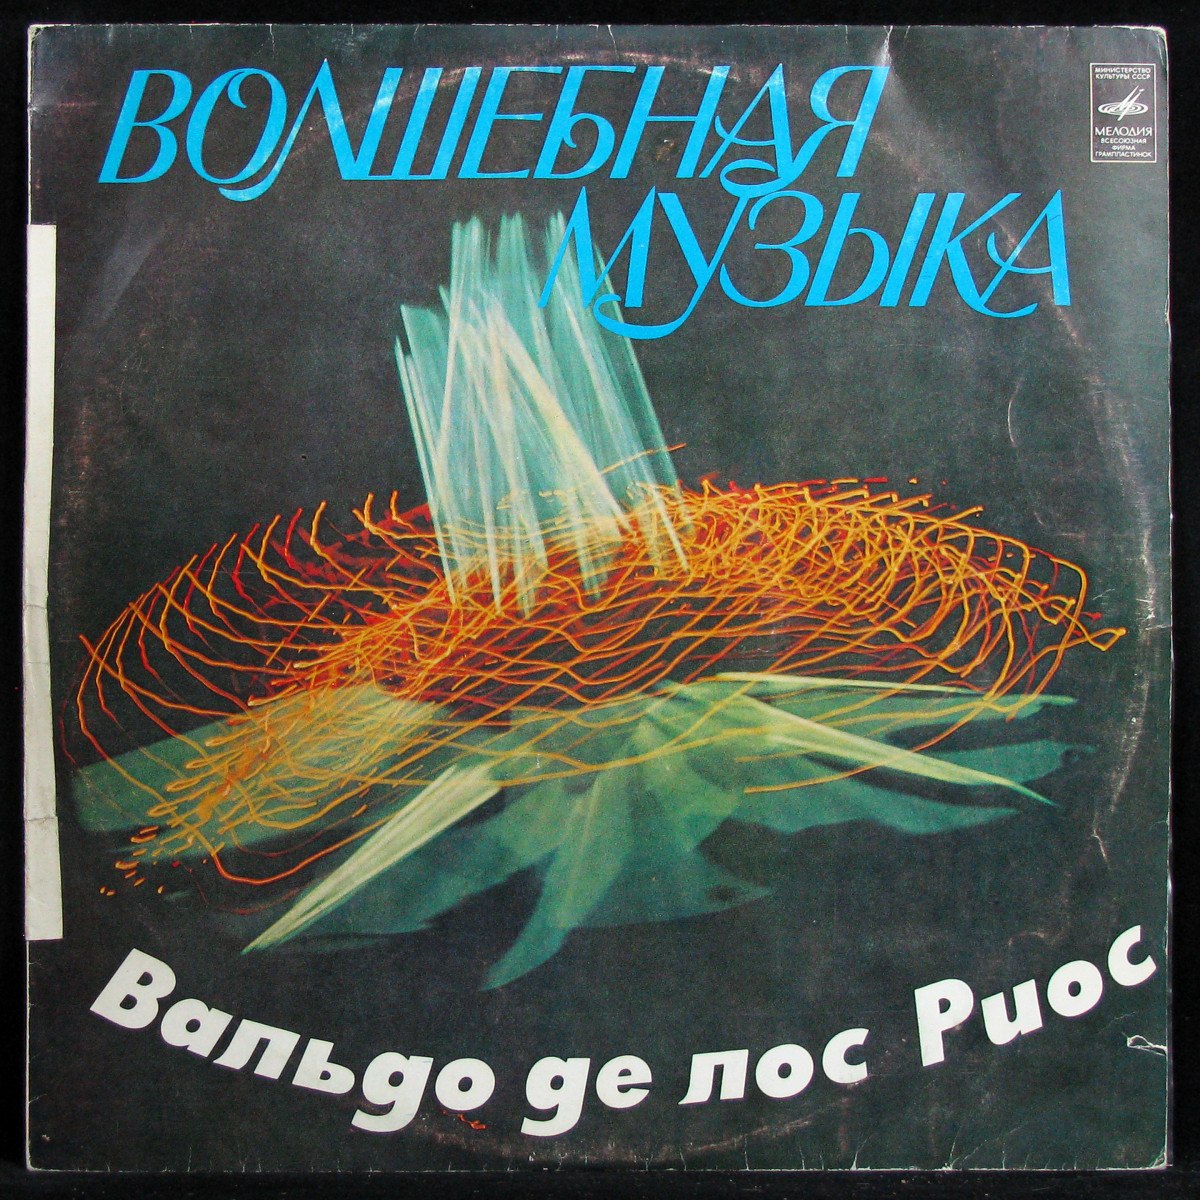 ВОЛШЕБНАЯ
МУЗЫКА
МИНИСТЕРСТВО
КУЛЬТУРЫ СССР
МЕЛОДИЯ
ВСЕСОЮЗНАЯ
ФИРМА
ГРАМПЛАСТИНОК
Вальдо де лос Риос